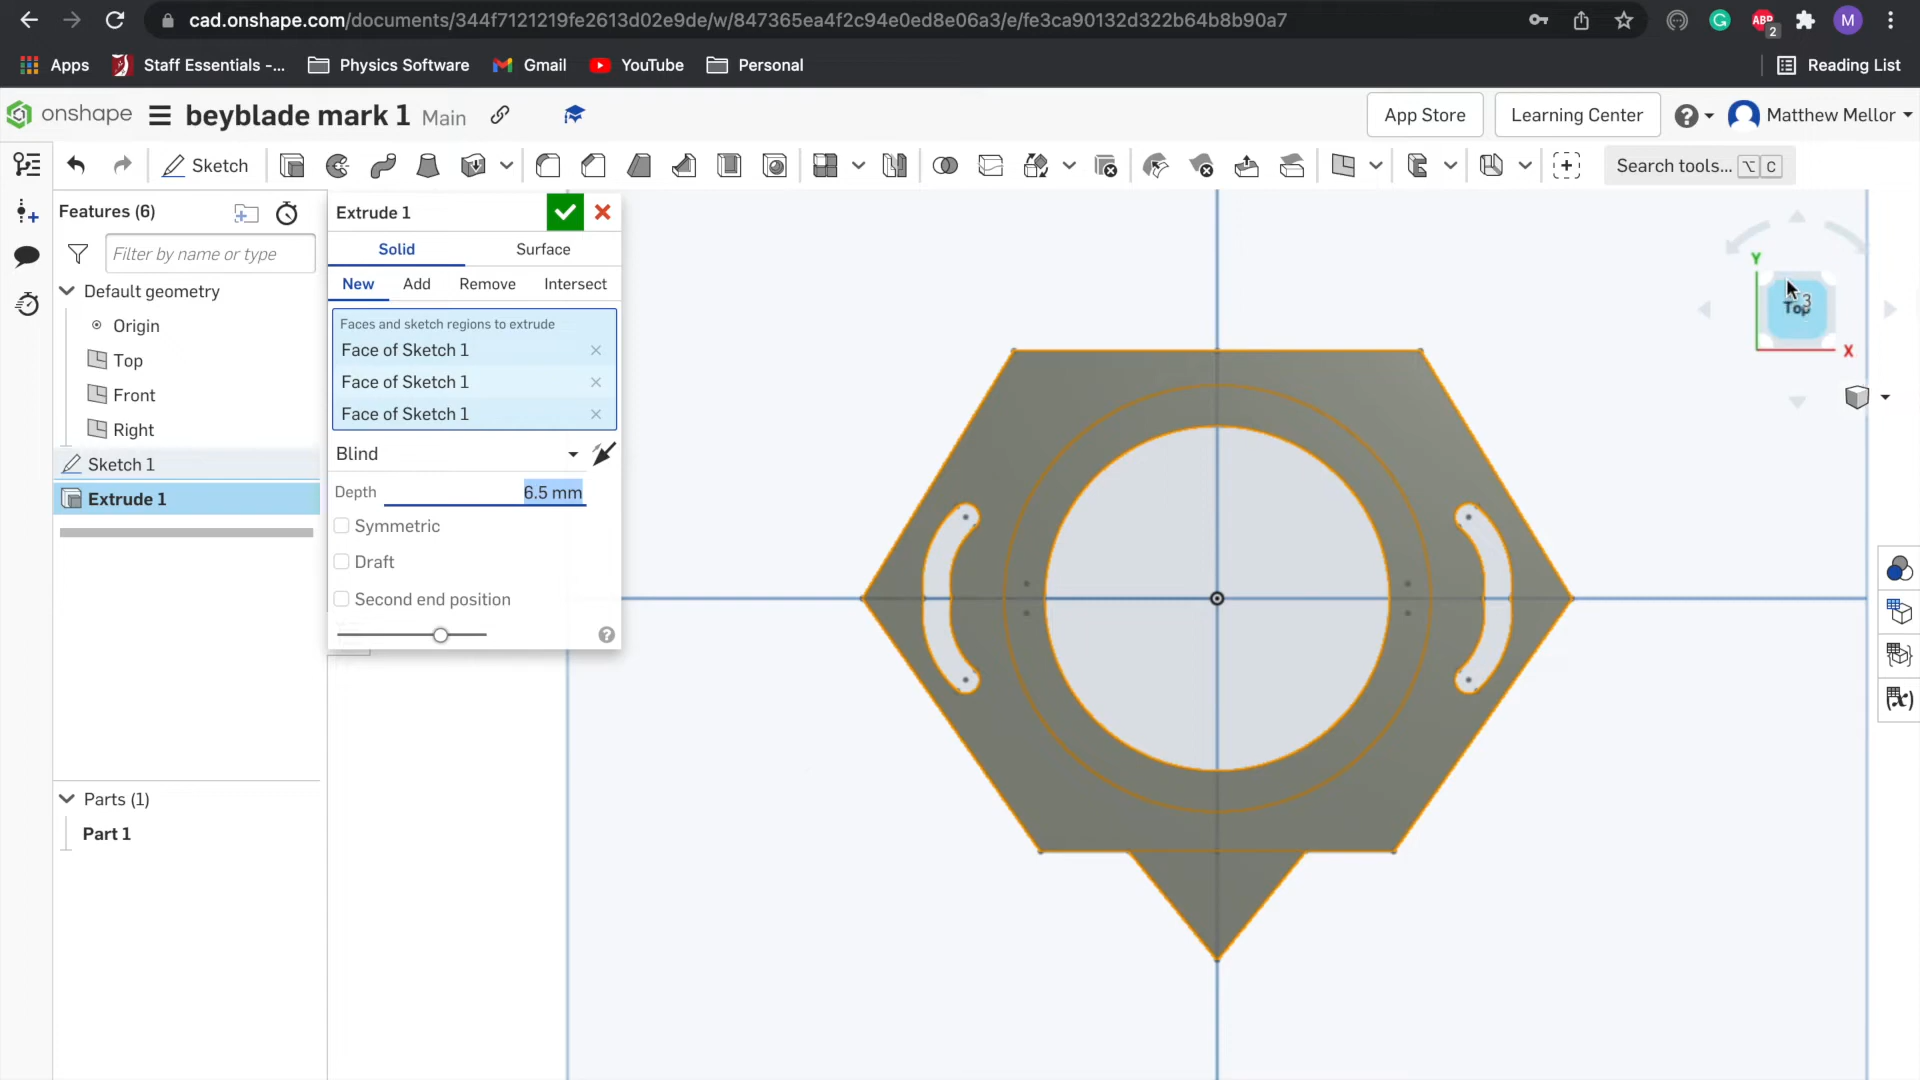 cad.onshape.com/documents/344f7121219fe2613d02e9de/w/847365ea4f2c94e0ed8e06a3/e/fe3ca90132d322b64b8b90a7
ABP
2
M
Apps
Staff Essentials -...
Physics Software
Gmail
YouTube
Personal
Reading List
onshape
beyblade mark 1 Main
App Store
Learning Center
Matthew Mellor
Sketch
Search tools... ⌥ C
Features (6)
Filter by name or type
Default geometry
Origin
Top
Front
Right
Sketch 1
Extrude 1
Parts (1)
Part 1
Extrude 1
Solid
Surface
New
Add
Remove
Intersect
Faces and sketch regions to extrude
Face of Sketch 1
Face of Sketch 1
Face of Sketch 1
Blind
Depth
6.5 mm
Symmetric
Draft
Second end position
Y
3
Top
X
(x)